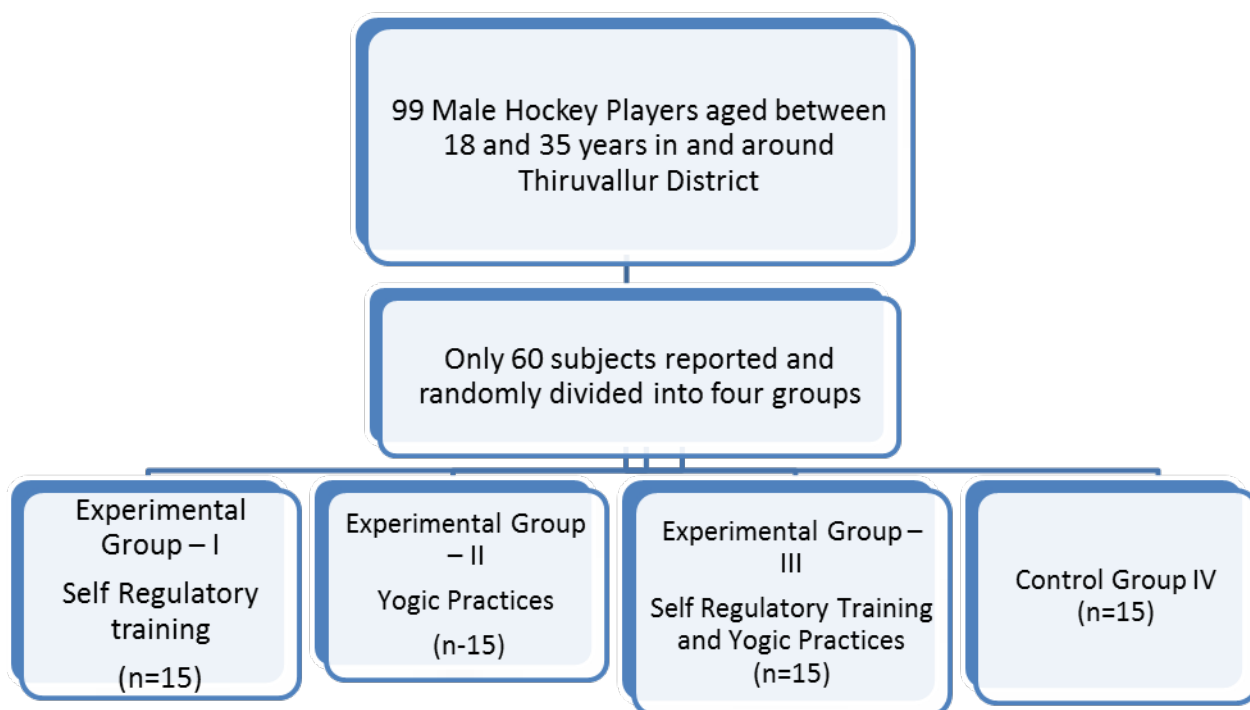 99 Male Hockey Players aged between
18 and 35 years in and around
Thiruvallur District
Only 60 subjects reported and
randomly divided into four groups
Experimental
Group – I
Self Regulatory
training
(n=15)
Experimental Group
– II
Yogic Practices
(n-15)
Experimental Group –
III
Self Regulatory Training
and Yogic Practices
(n=15)
Control Group IV
(n=15)